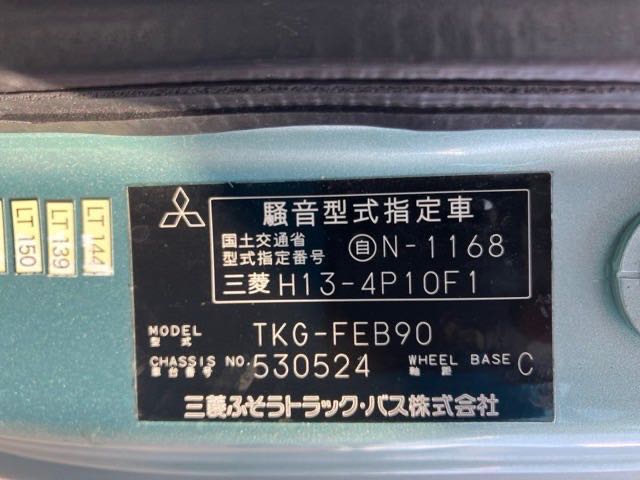 騒音型式指定車
国土交通省
型式指定番号 自N-1168
三菱 H13-4P10F1
MODEL
型式 TKG-FEB90
CHASSIS NO.
車台番号 530524
WHEEL BASE
軸距 C
三菱ふそうトラック・バス株式会社
LT 150
LT 139
LT 144